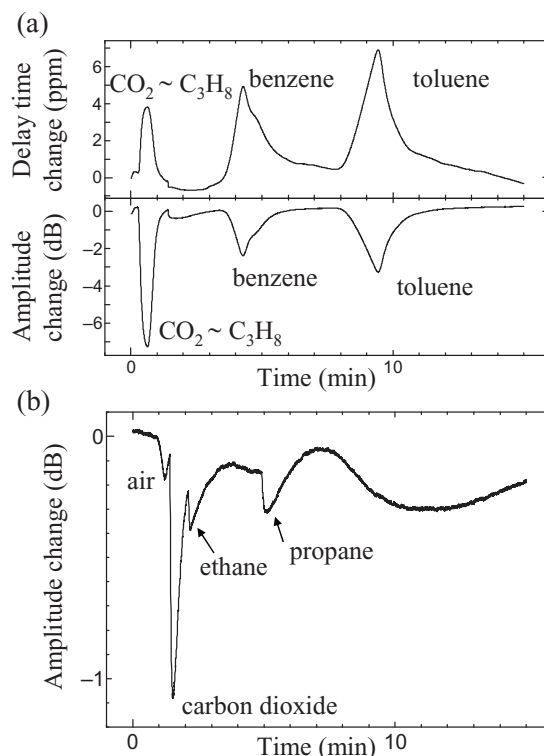 (a)
Delay time
change (ppm)
6
4
2
0
CO₂ ~ C₃H₈
benzene
toluene
Amplitude
change (dB)
0
−2
−4
−6
benzene
toluene
CO₂ ~ C₃H₈
0
10
Time (min)
(b)
Amplitude change (dB)
0
−1
air
ethane
propane
carbon dioxide
0
10
Time (min)